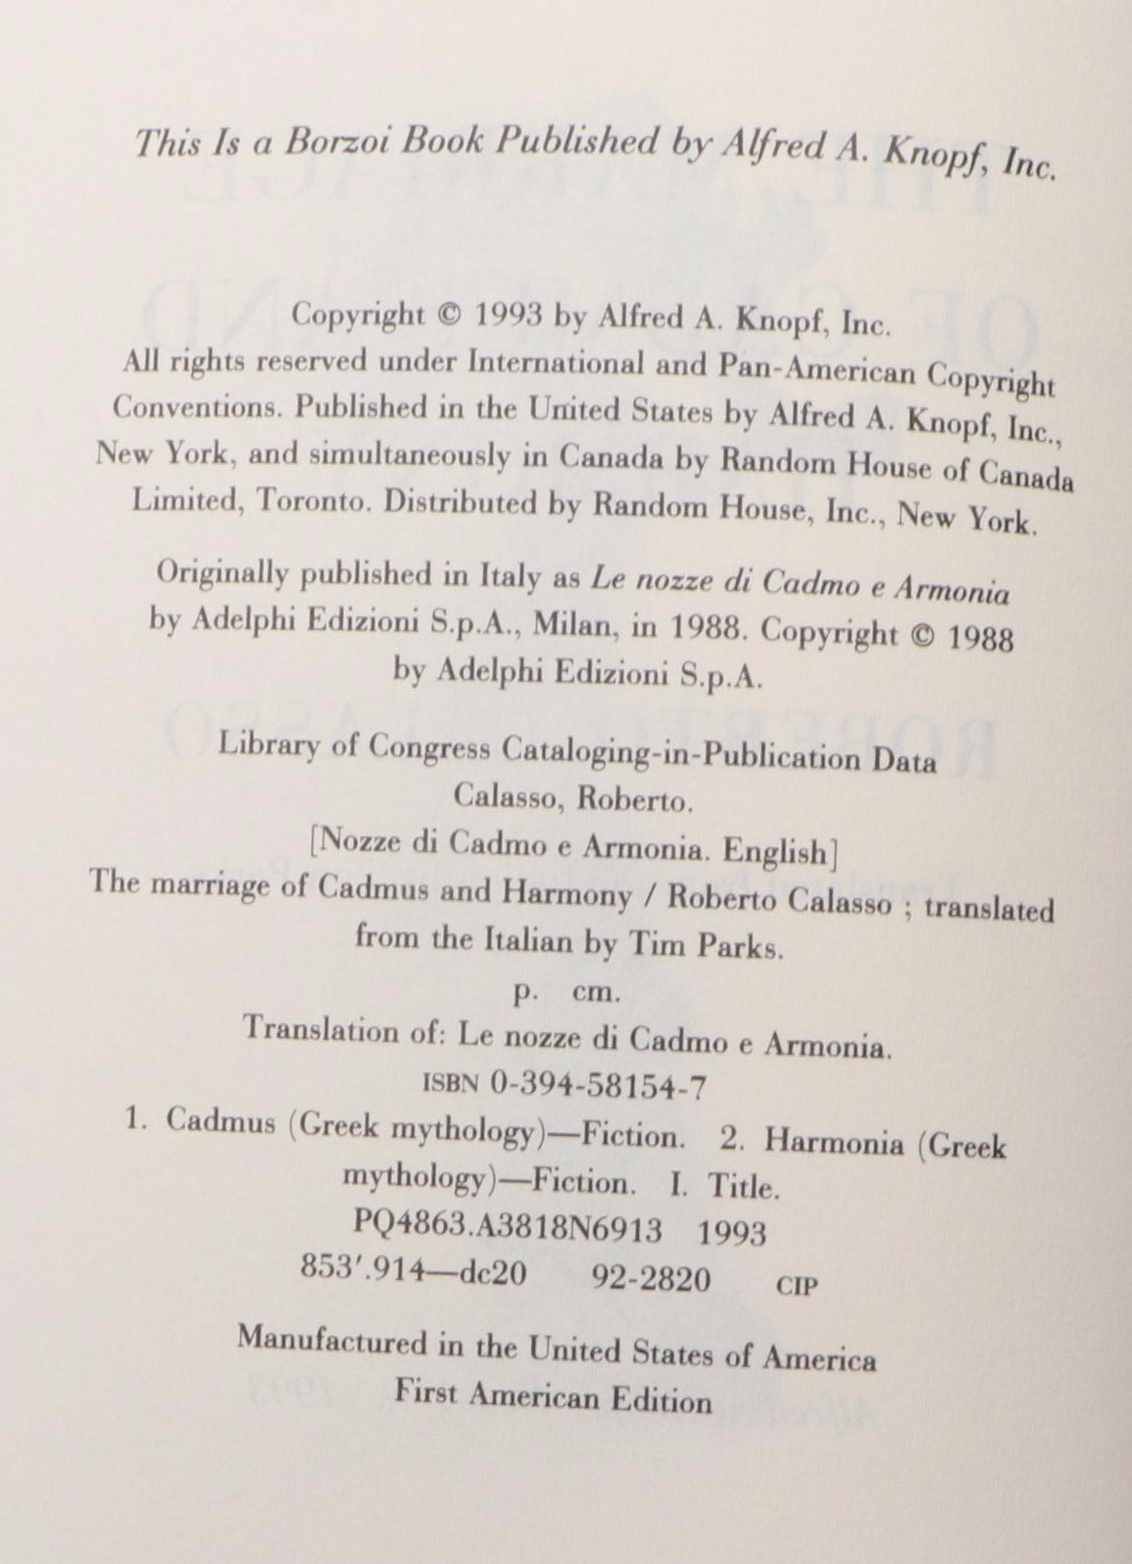 This Is a Borzoi Book Published by Alfred A. Knopf, Inc.
Copyright © 1993 by Alfred A. Knopf, Inc.
All rights reserved under International and Pan-American Copyright
Conventions. Published in the United States by Alfred A. Knopf, Inc.,
New York, and simultaneously in Canada by Random House of Canada
Limited, Toronto. Distributed by Random House, Inc., New York.
Originally published in Italy as Le nozze di Cadmo e Armonia
by Adelphi Edizioni S.p.A., Milan, in 1988. Copyright © 1988
by Adelphi Edizioni S.p.A.
Library of Congress Cataloging-in-Publication Data
Calasso, Roberto.
[Nozze di Cadmo e Armonia. English]
The marriage of Cadmus and Harmony / Roberto Calasso ; translated
from the Italian by Tim Parks.
p. cm.
Translation of: Le nozze di Cadmo e Armonia.
ISBN 0-394-58154-7
1. Cadmus (Greek mythology)—Fiction. 2. Harmonia (Greek
mythology)—Fiction. I. Title.
PQ4863.A3818N6913 1993
853′.914—dc20 92-2820 CIP
Manufactured in the United States of America
First American Edition